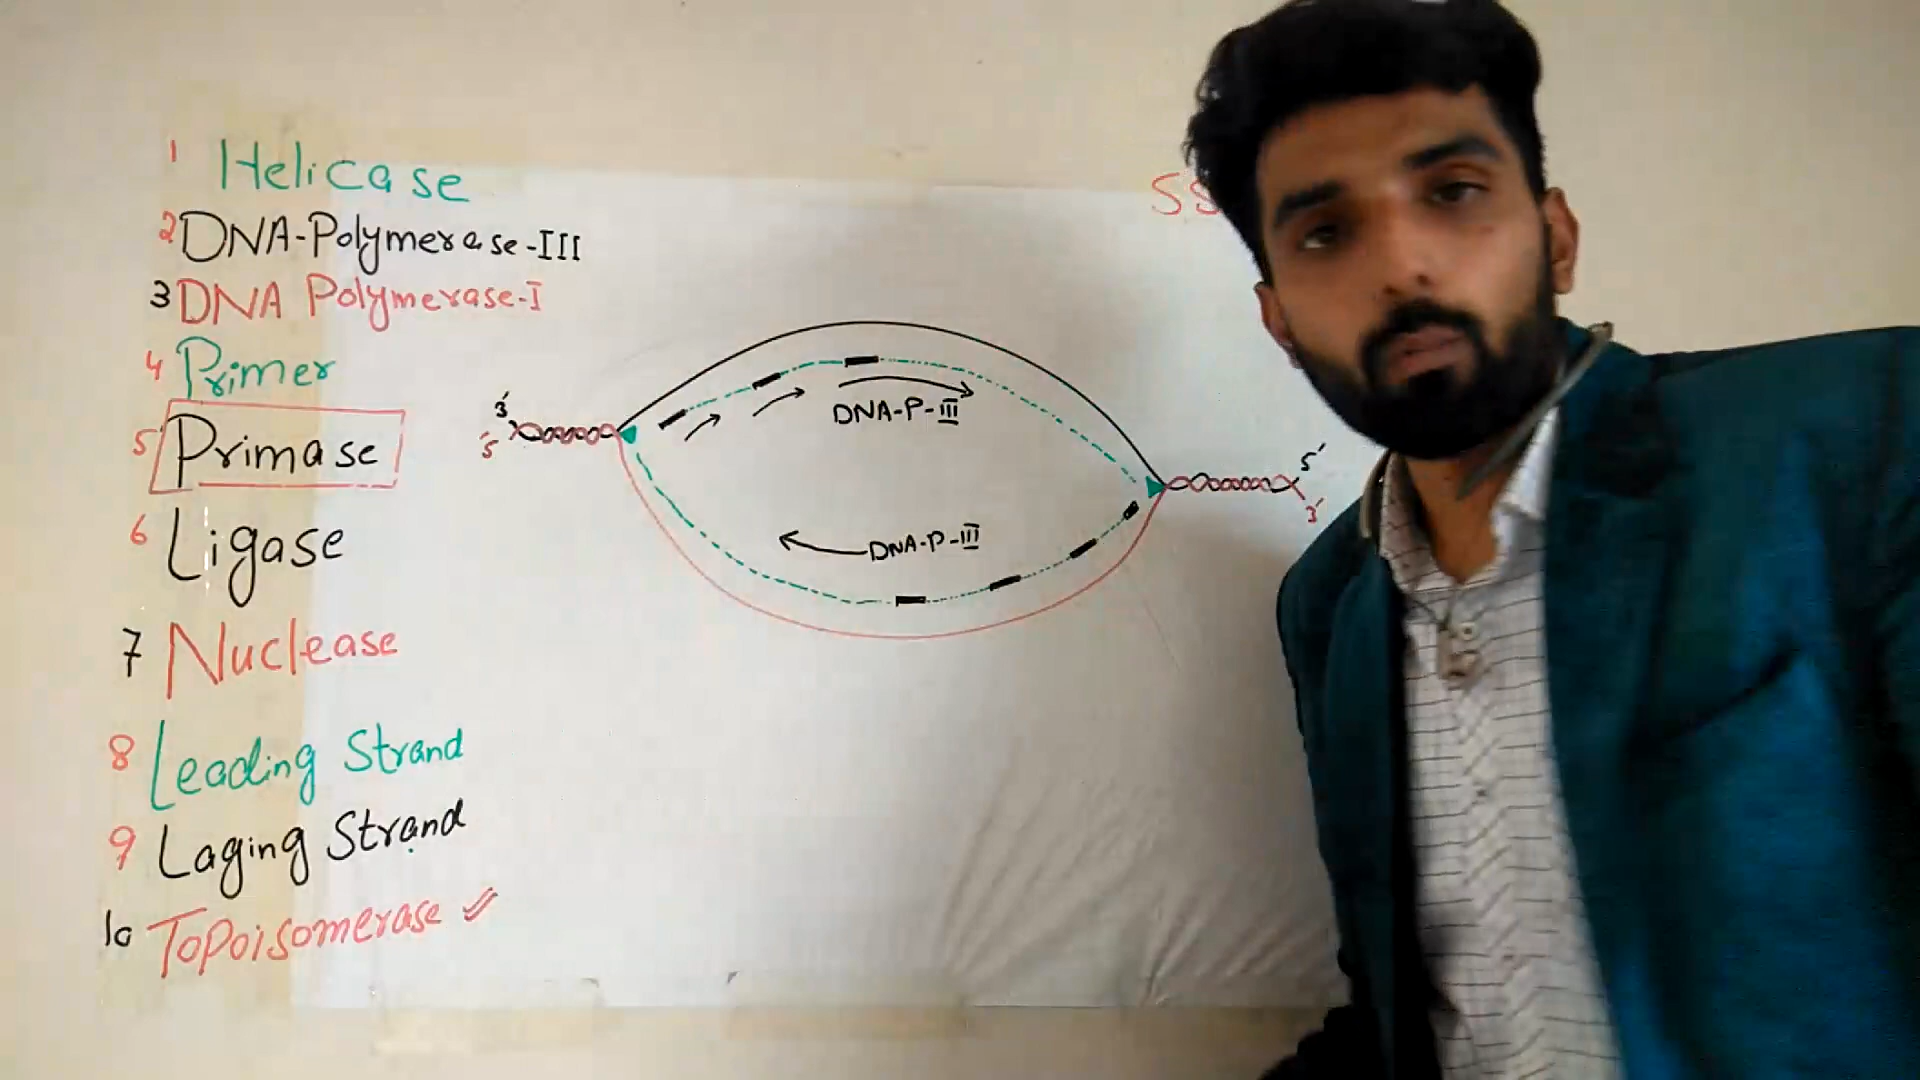 1 Helicase
2 DNA-Polymerase-III
3 DNA Polymerase-I
4 Primer
5 Primase
6 Ligase
7 Nuclease
8 Leading Strand
9 Laging Strand
10 Topoisomerase
3'
5'
DNA-P-III
DNA-P-III
5'
3'